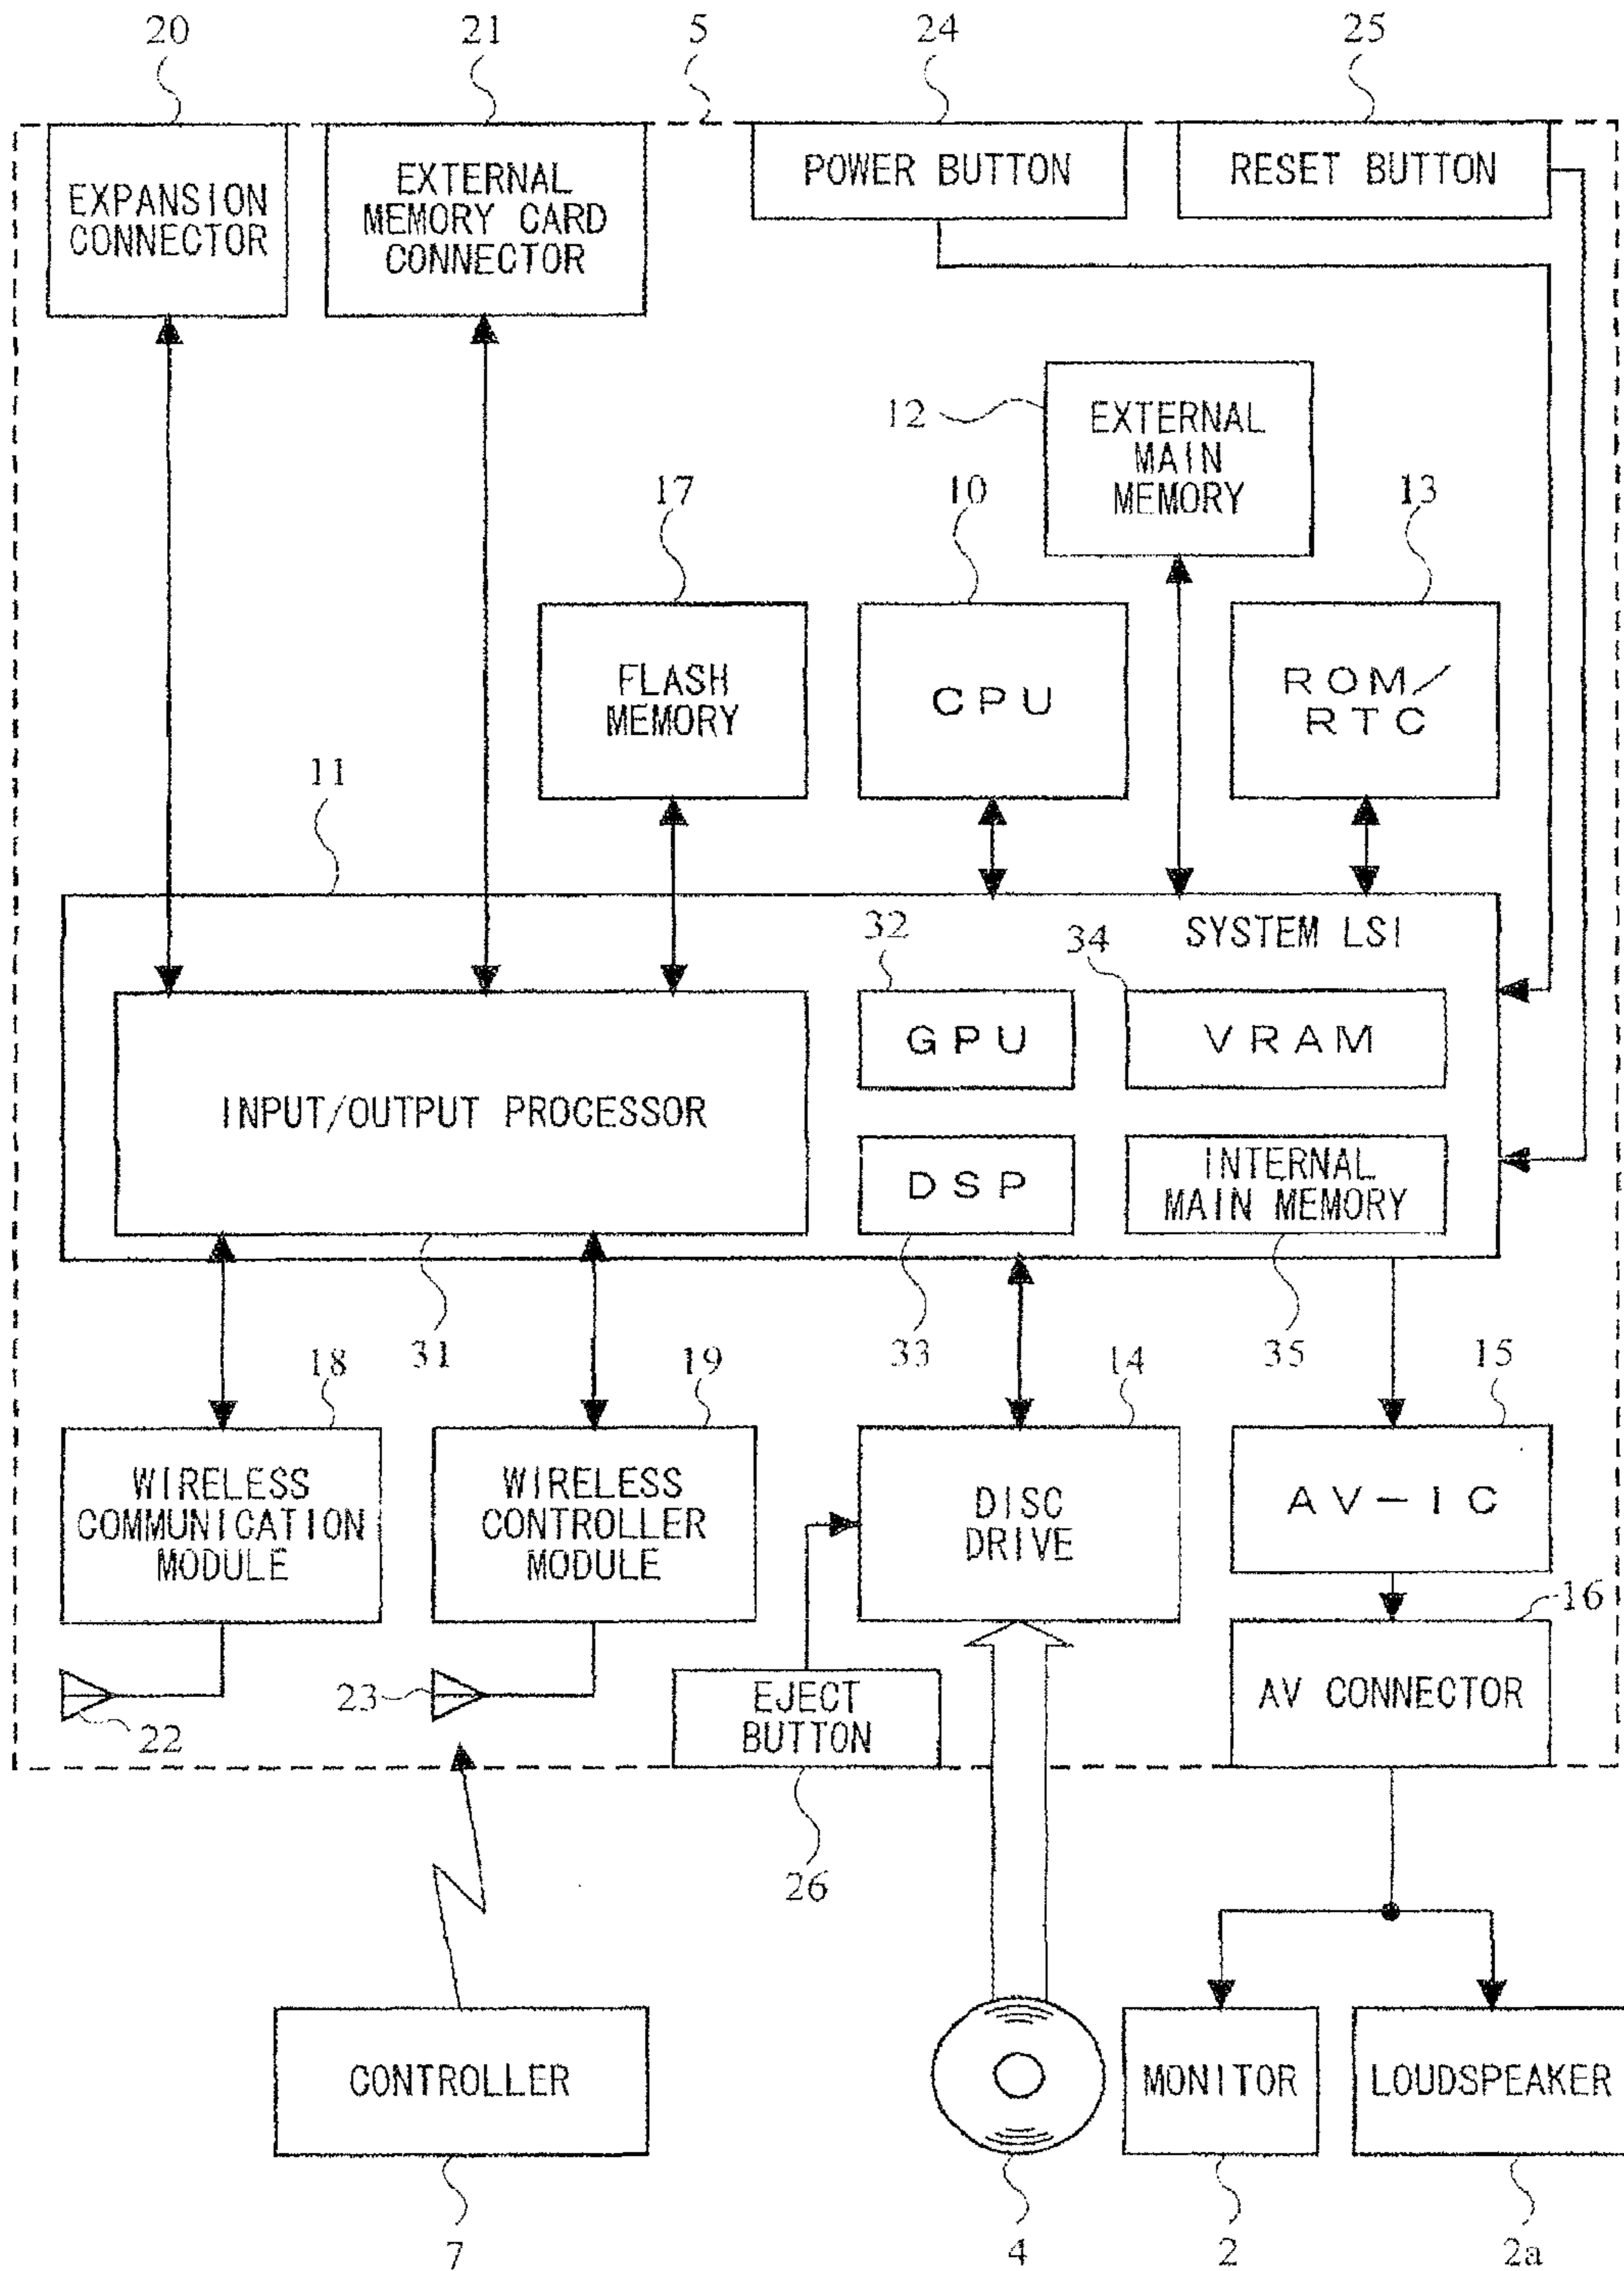 20
21
5
24
25
EXPANSION
CONNECTOR
EXTERNAL
MEMORY CARD
CONNECTOR
POWER BUTTON
RESET BUTTON
12
EXTERNAL
MAIN
MEMORY
17
10
13
FLASH
MEMORY
CPU
ROM/
RTC
11
SYSTEM LSI
32
34
GPU
VRAM
INPUT/OUTPUT PROCESSOR
DSP
INTERNAL
MAIN MEMORY
31
33
35
18
19
14
15
WIRELESS
COMMUNICATION
MODULE
WIRELESS
CONTROLLER
MODULE
DISC
DRIVE
AV-IC
16
22
23
EJECT
BUTTON
AV CONNECTOR
26
CONTROLLER
MONITOR
LOUDSPEAKER
7
4
2
2a